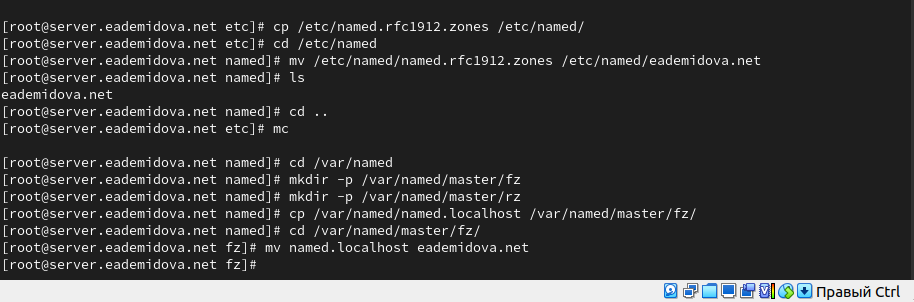 [root@server.eademidova.net etc]# cp /etc/named.rfc1912.zones /etc/named/
[root@server.eademidova.net etc]# cd /etc/named
[root@server.eademidova.net named]# mv /etc/named/named.rfc1912.zones /etc/named/eademidova.net
[root@server.eademidova.net named]# ls
eademidova.net
[root@server.eademidova.net named]# cd ..
[root@server.eademidova.net etc]# mc
[root@server.eademidova.net named]# cd /var/named
[root@server.eademidova.net named]# mkdir -p /var/named/master/fz
[root@server.eademidova.net named]# mkdir -p /var/named/master/rz
[root@server.eademidova.net named]# cp /var/named/named.localhost /var/named/master/fz/
[root@server.eademidova.net named]# cd /var/named/master/fz/
[root@server.eademidova.net fz]# mv named.localhost eademidova.net
[root@server.eademidova.net fz]#
Правый Ctrl